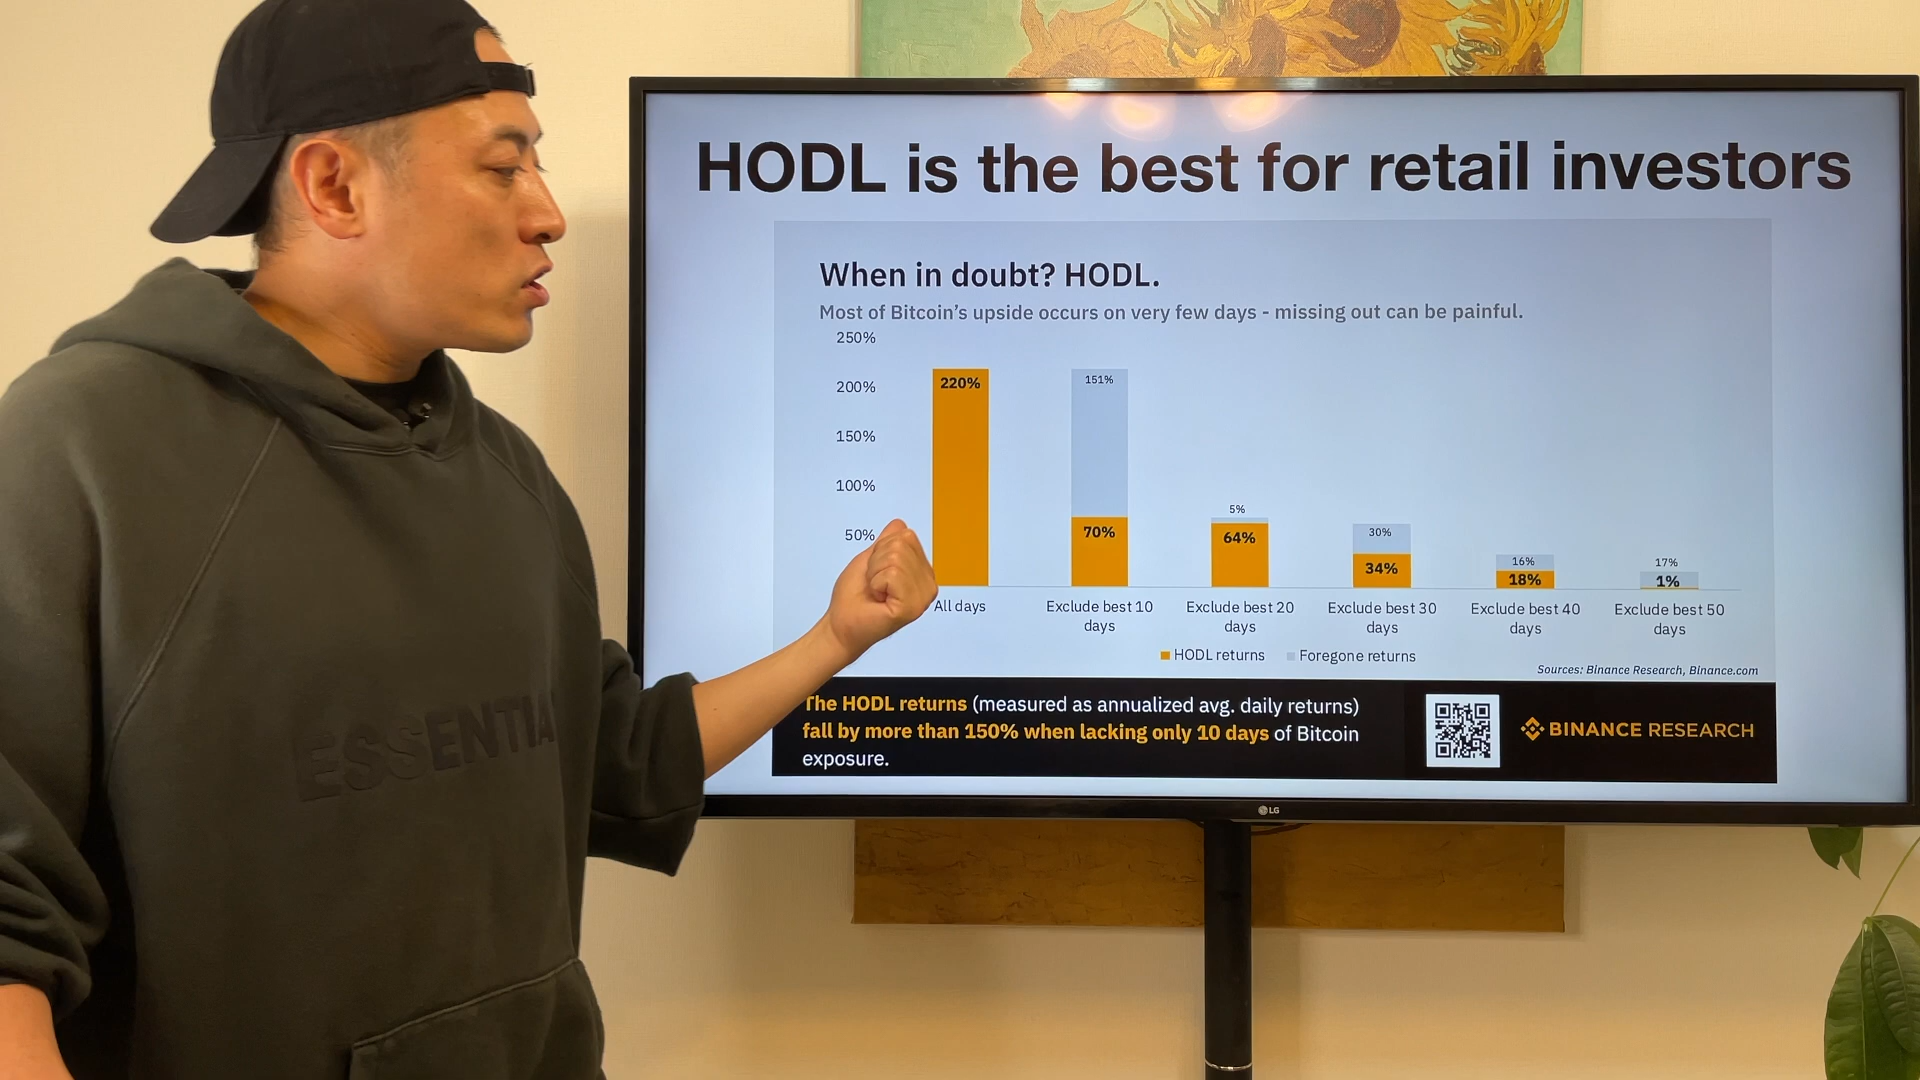 HODL is the best for retail investors
When in doubt? HODL.
Most of Bitcoin's upside occurs on very few days - missing out can be painful.
250%
200%
150%
100%
50%
220%
151%
70%
5%
64%
30%
34%
16%
18%
17%
1%
All days
Exclude best 10
days
Exclude best 20
days
Exclude best 30
days
Exclude best 40
days
Exclude best 50
days
HODL returns
Foregone returns
Sources: Binance Research, Binance.com
The HODL returns (measured as annualized avg. daily returns)
fall by more than 150% when lacking only 10 days of Bitcoin
exposure.
BINANCE RESEARCH
LG
ESSENTIA